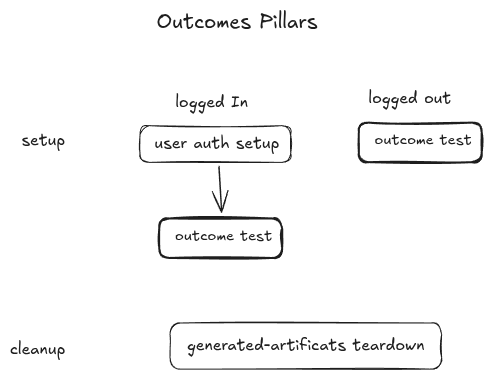 Outcomes Pillars
logged In
logged out
setup
user auth setup
outcome test
outcome test
cleanup
generated-artificats teardown